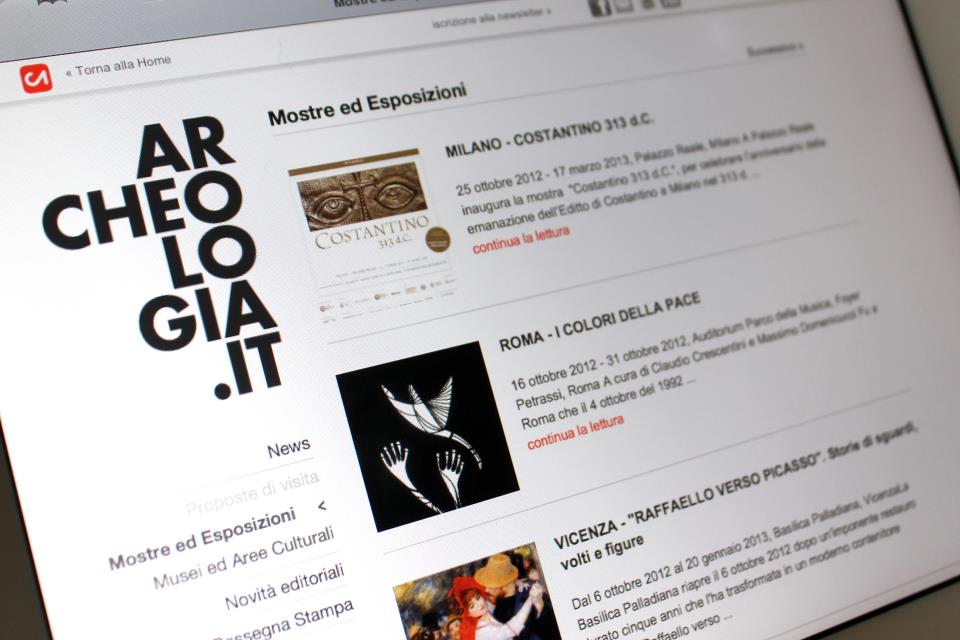 iscrizione alla newsletter »
« Torna alla Home
Successivo »
AR
CHEO
LO
GIA
.IT
Mostre ed Esposizioni
MILANO - COSTANTINO 313 d.C.
25 ottobre 2012 - 17 marzo 2013, Palazzo Reale, Milano A Palazzo Reale
inaugura la mostra "Costantino 313 d.C.", per celebrare l'anniversario della
emanazione dell'Editto di Costantino a Milano nel 313 d. ...
continua la lettura
COSTANTINO
313 d.C.
ROMA - I COLORI DELLA PACE
16 ottobre 2012 - 31 ottobre 2012, Auditorium Parco della Musica, Foyer
Petrassi, Roma A cura di Claudio Crescentini e Massimo Domenicucci Fu a
Roma che il 4 ottobre del 1992 ...
continua la lettura
VICENZA - "RAFFAELLO VERSO PICASSO". Storie di sguardi,
volti e figure
Dal 6 ottobre 2012 al 20 gennaio 2013, Basilica Palladiana, VicenzaLa
Basilica Palladiana riapre il 6 ottobre 2012 dopo un'imponente restauro
durato cinque anni che l'ha trasformata in un moderno contenitore
Raffaello verso ...
News
Proposte di visita
Mostre ed Esposizioni <
Musei ed Aree Culturali
Novità editoriali
Rassegna Stampa